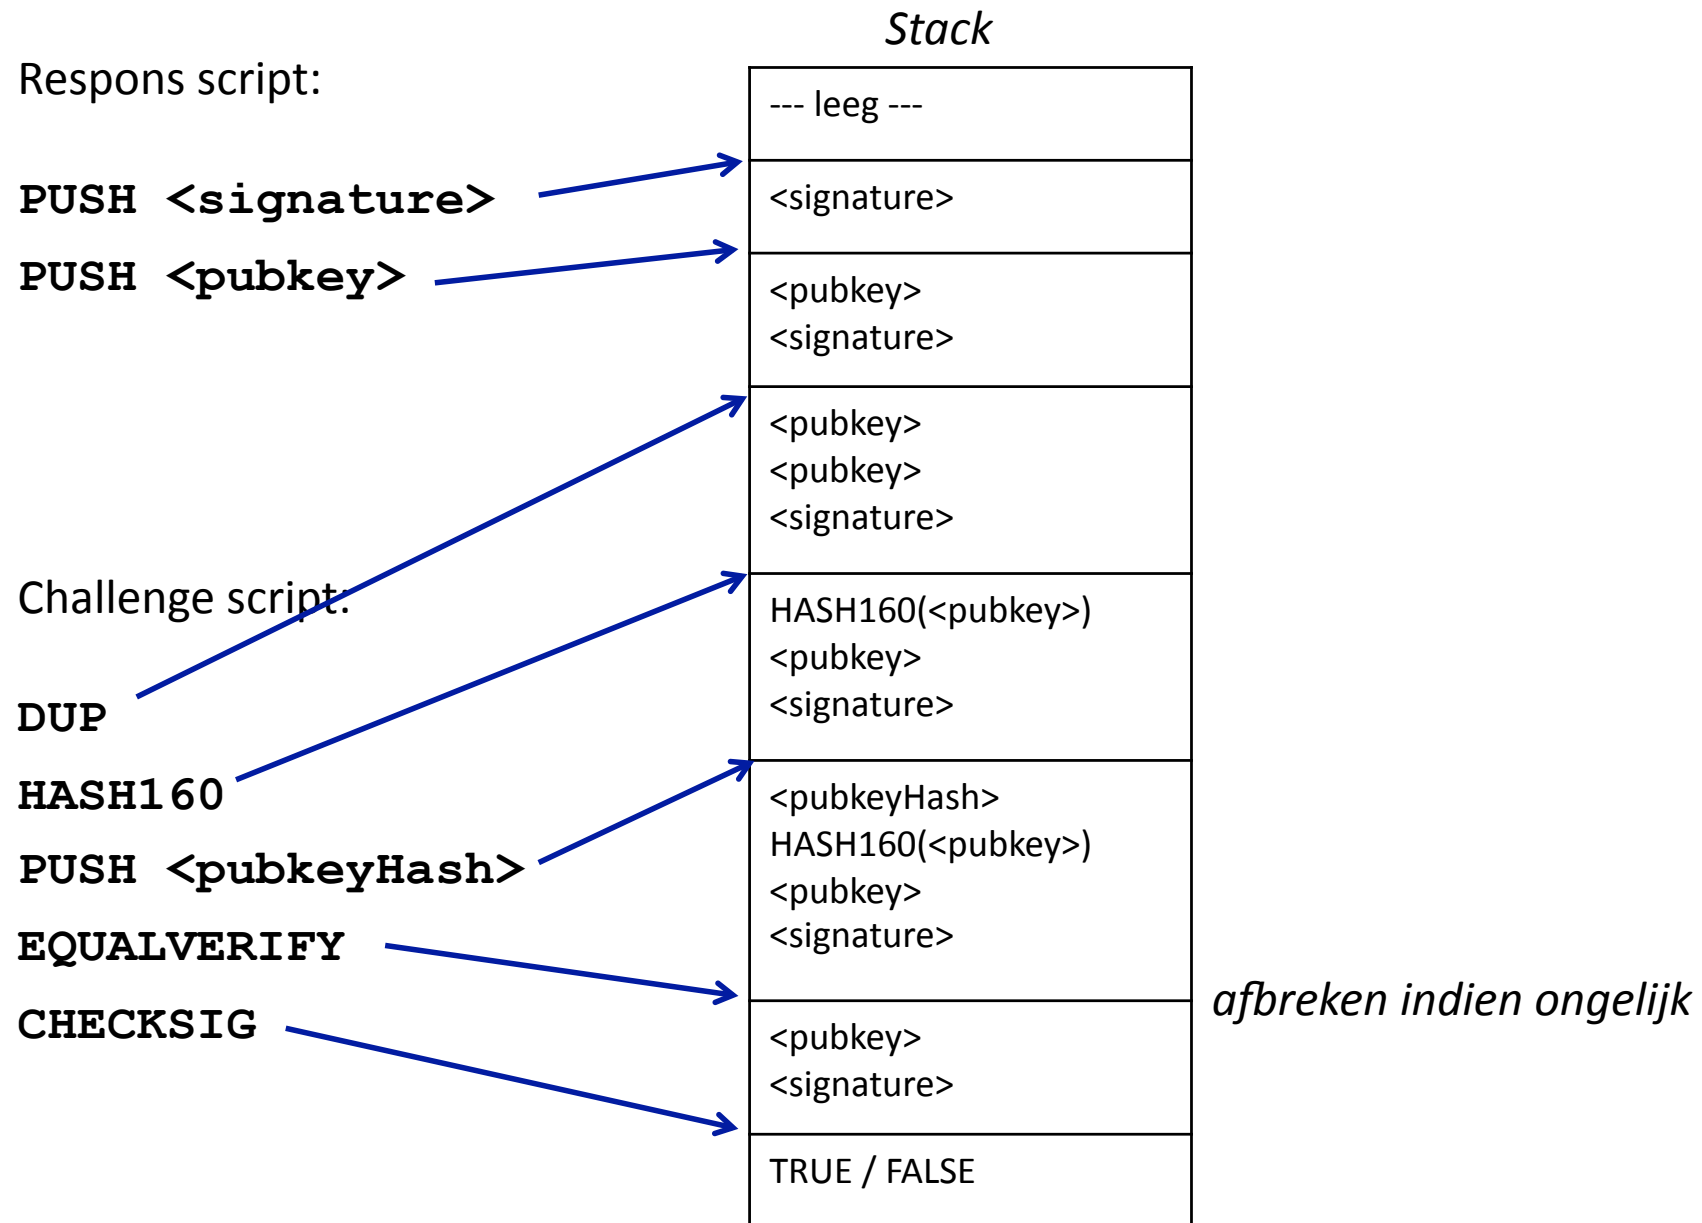 Stack
Respons script:
PUSH <signature>
PUSH <pubkey>
Challenge script:
DUP
HASH160
PUSH <pubkeyHash>
EQUALVERIFY
CHECKSIG
--- leeg ---
<signature>
<pubkey>
<signature>
<pubkey>
<pubkey>
<signature>
HASH160(<pubkey>)
<pubkey>
<signature>
<pubkeyHash>
HASH160(<pubkey>)
<pubkey>
<signature>
<pubkey>
<signature>
TRUE / FALSE
afbreken indien ongelijk